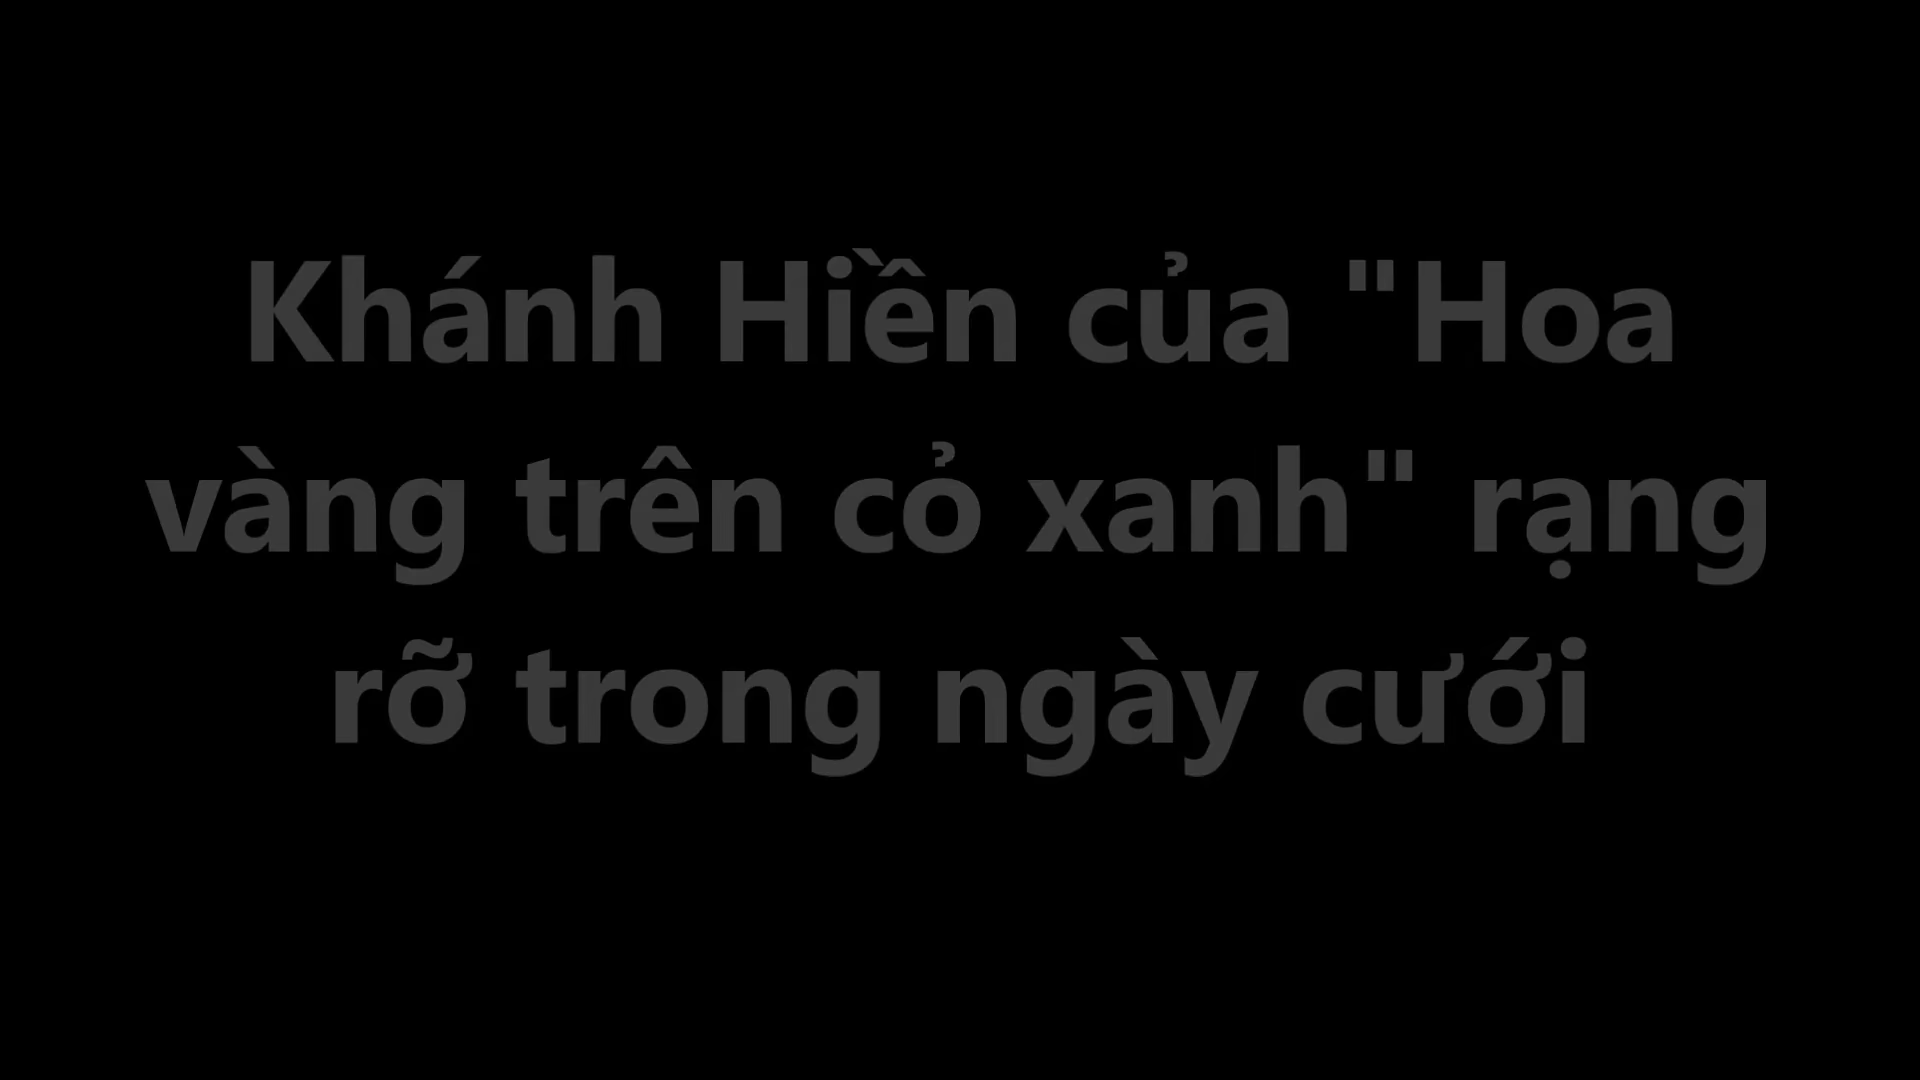 Khánh Hiền của "Hoa
vàng trên cỏ xanh" rạng
rỡ trong ngày cưới